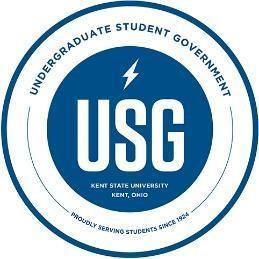 UNDERGRADUATE STUDENT GOVERNMENT
USG
KENT STATE UNIVERSITY
KENT, OHIO
PROUDLY SERVING STUDENTS SINCE 1924